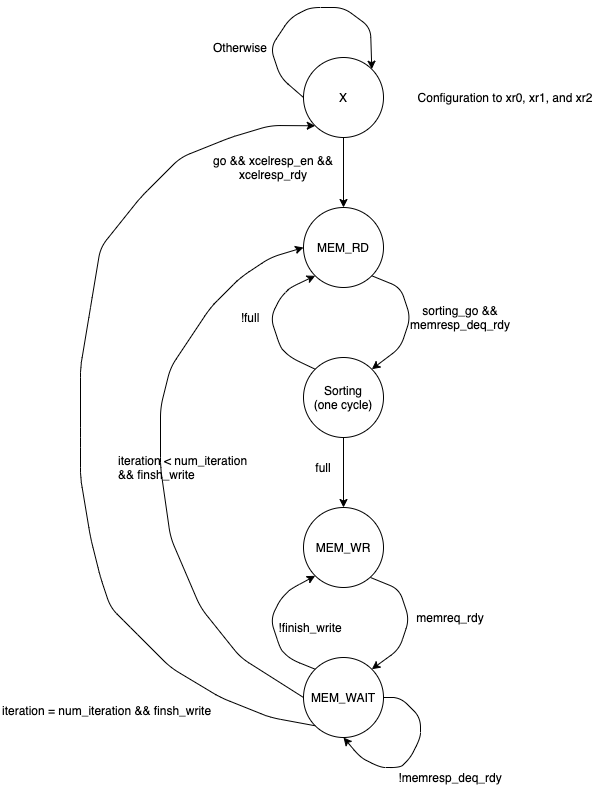 Otherwise
X
Configuration to xr0, xr1, and xr2
go && xcelresp_en &&
xcelresp_rdy
MEM_RD
!full
sorting_go &&
memresp_deq_rdy
Sorting
(one cycle)
iteration < num_iteration
&& finsh_write
full
MEM_WR
!finish_write
memreq_rdy
MEM_WAIT
iteration = num_iteration && finsh_write
!memresp_deq_rdy